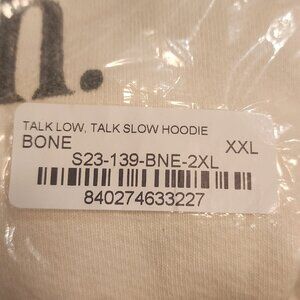 n.
TALK LOW, TALK SLOW HOODIE
BONE XXL
S23-139-BNE-2XL
840274633227